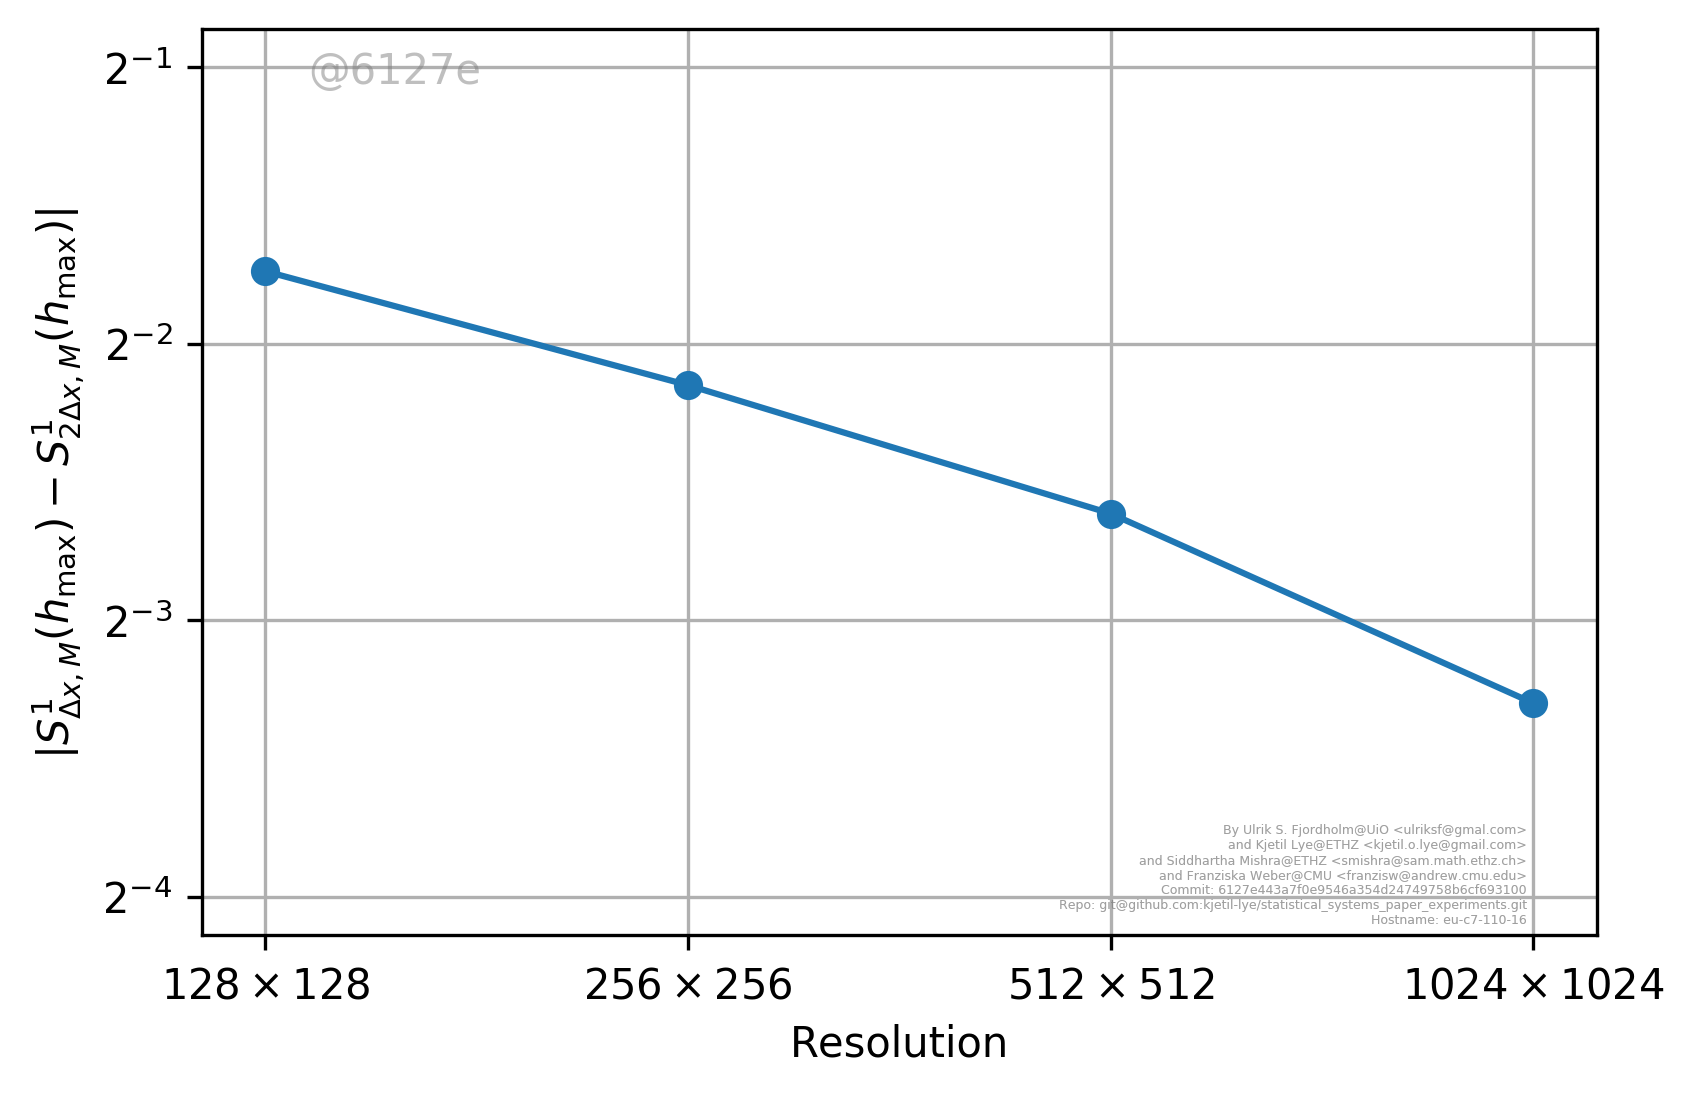 @6127e
2⁻¹
2⁻²
2⁻³
2⁻⁴
|S¹_{Δx,M}(h_max) − S¹_{2Δx,M}(h_max)|
By Ulrik S. Fjordholm@UiO <ulriksf@gmal.com>
and Kjetil Lye@ETHZ <kjetil.o.lye@gmail.com>
and Siddhartha Mishra@ETHZ <smishra@sam.math.ethz.ch>
and Franziska Weber@CMU <franzisw@andrew.cmu.edu>
Commit: 6127e443a7f0e9546a354d24749758b6cf693100
Repo: git@github.com:kjetil-lye/statistical_systems_paper_experiments.git
Hostname: eu-c7-110-16
128 × 128
256 × 256
512 × 512
1024 × 1024
Resolution